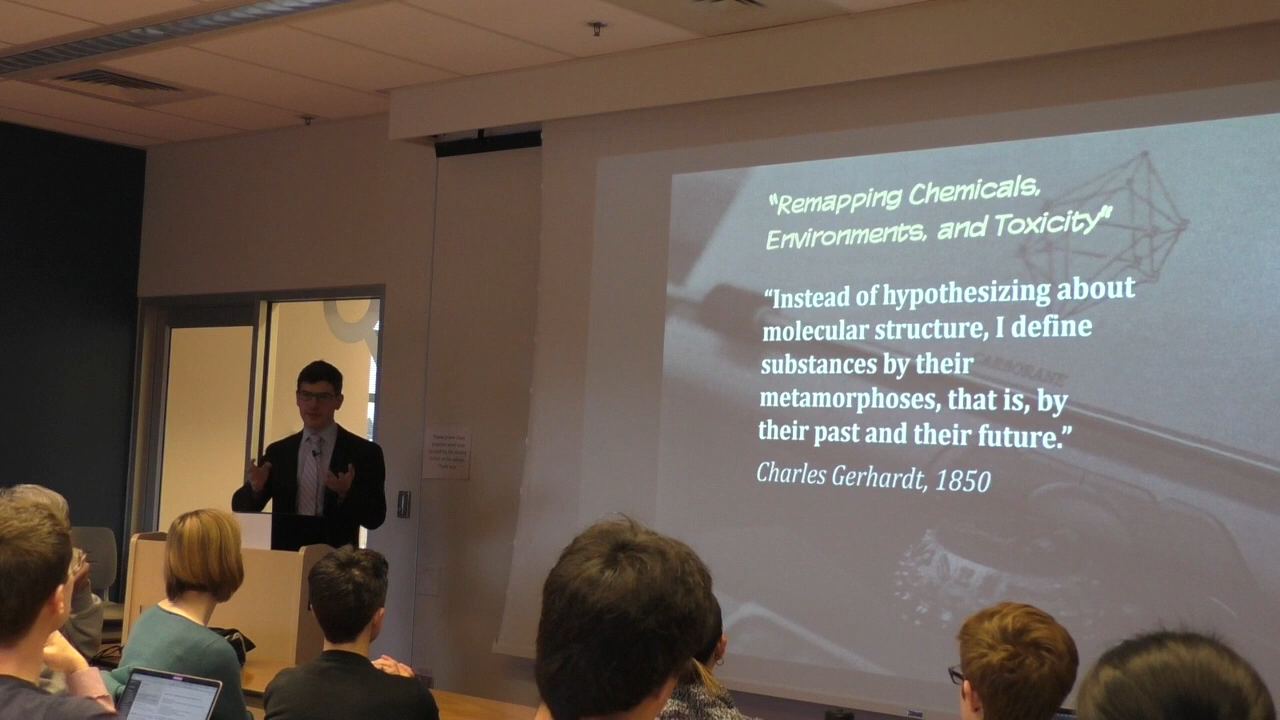 “Remapping Chemicals,
Environments, and Toxicity”
“Instead of hypothesizing about
molecular structure, I define
substances by their
metamorphoses, that is, by
their past and their future.”
Charles Gerhardt, 1850
CARBORANE